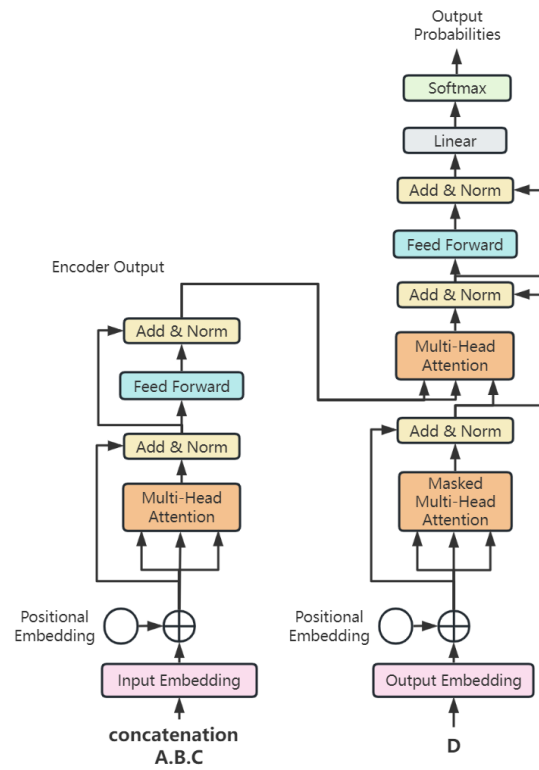 Output
Probabilities
Softmax
Linear
Add & Norm
Feed Forward
Add & Norm
Multi-Head
Attention
Add & Norm
Masked
Multi-Head
Attention
Positional
Embedding
Output Embedding
D
Encoder Output
Add & Norm
Feed Forward
Add & Norm
Multi-Head
Attention
Positional
Embedding
Input Embedding
concatenation
A.B.C